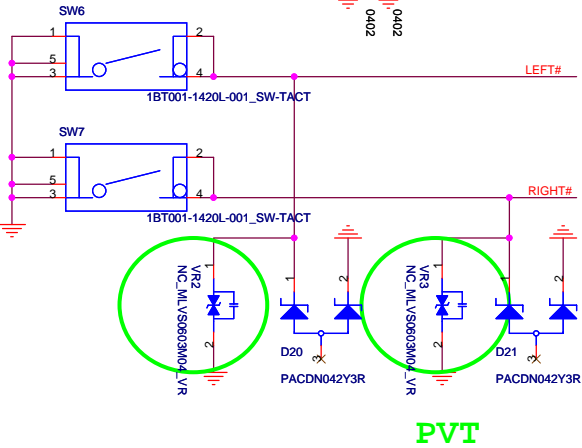 SW6
0402
0402
1
2
5
3
4
LEFT#
1BT001-1420L-001_SW-TACT
SW7
1
2
5
3
4
RIGHT#
1BT001-1420L-001_SW-TACT
1
VR2
NC_MLVS0603M04_VR
2
1
2
D20
3
PACDN042Y3R
1
VR3
NC_MLVS0603M04_VR
2
1
2
D21
3
PACDN042Y3R
PVT